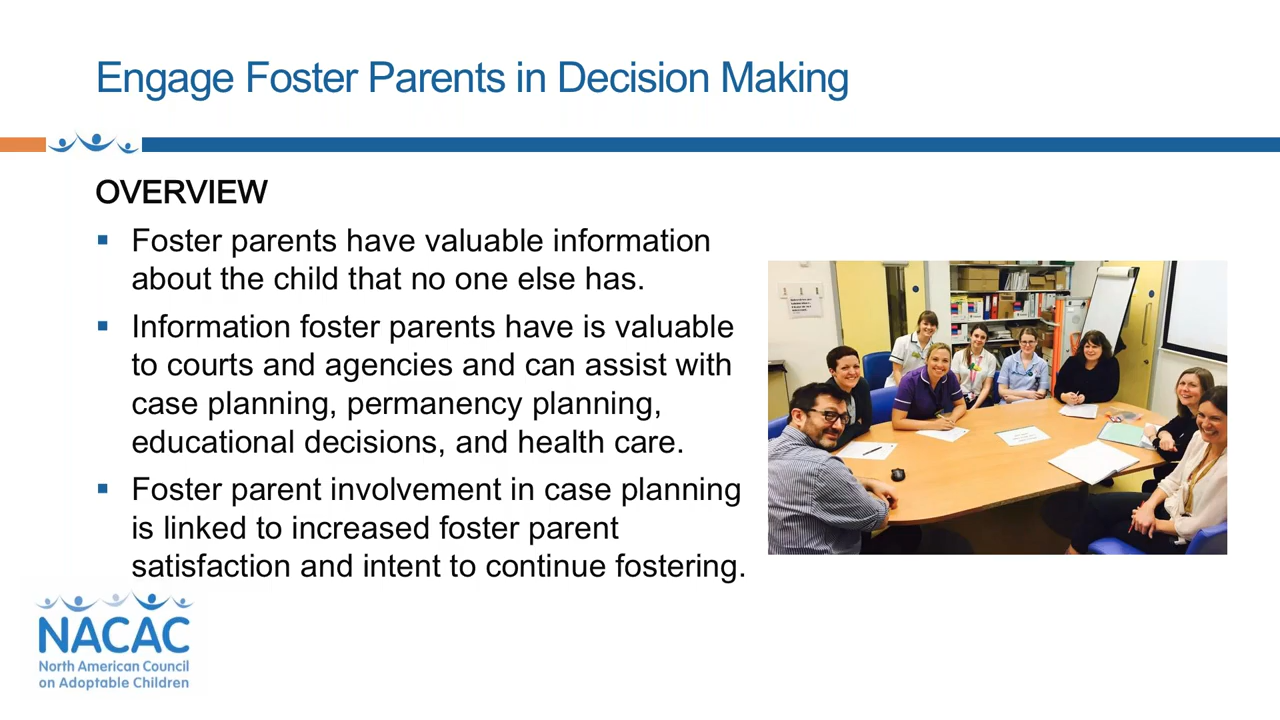 Engage Foster Parents in Decision Making
OVERVIEW
▪ Foster parents have valuable information
about the child that no one else has.
▪ Information foster parents have is valuable
to courts and agencies and can assist with
case planning, permanency planning,
educational decisions, and health care.
▪ Foster parent involvement in case planning
is linked to increased foster parent
satisfaction and intent to continue fostering.
NACAC
North American Council
on Adoptable Children